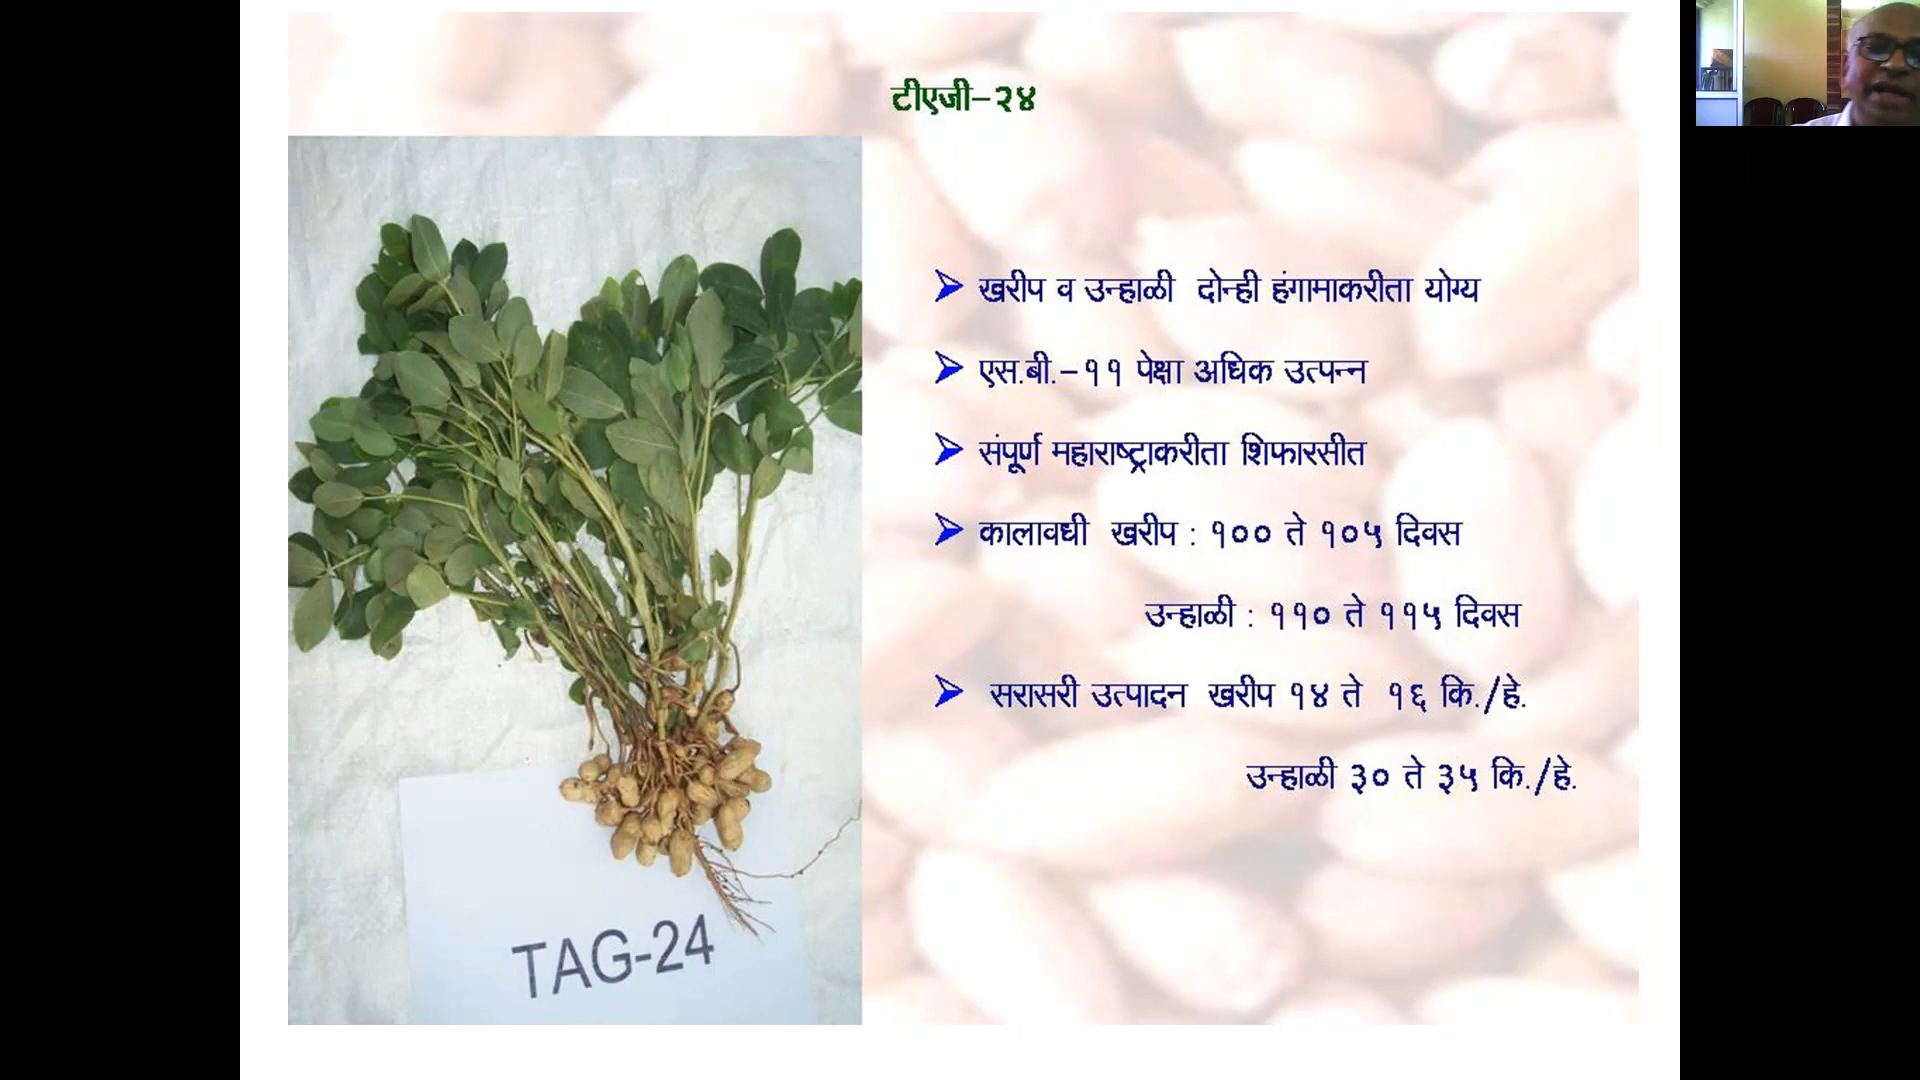 टीएजी-२४
खरीप व उन्हाळी दोन्ही हंगामाकरीता योग्य
एस.बी.-११ पेक्षा अधिक उत्पन्न
संपूर्ण महाराष्ट्राकरीता शिफारसीत
कालावधी खरीप : १०० ते १०५ दिवस
उन्हाळी : ११० ते ११५ दिवस
सरासरी उत्पादन खरीप १४ ते १६ कि./हे.
उन्हाळी ३० ते ३५ कि./हे.
TAG-24